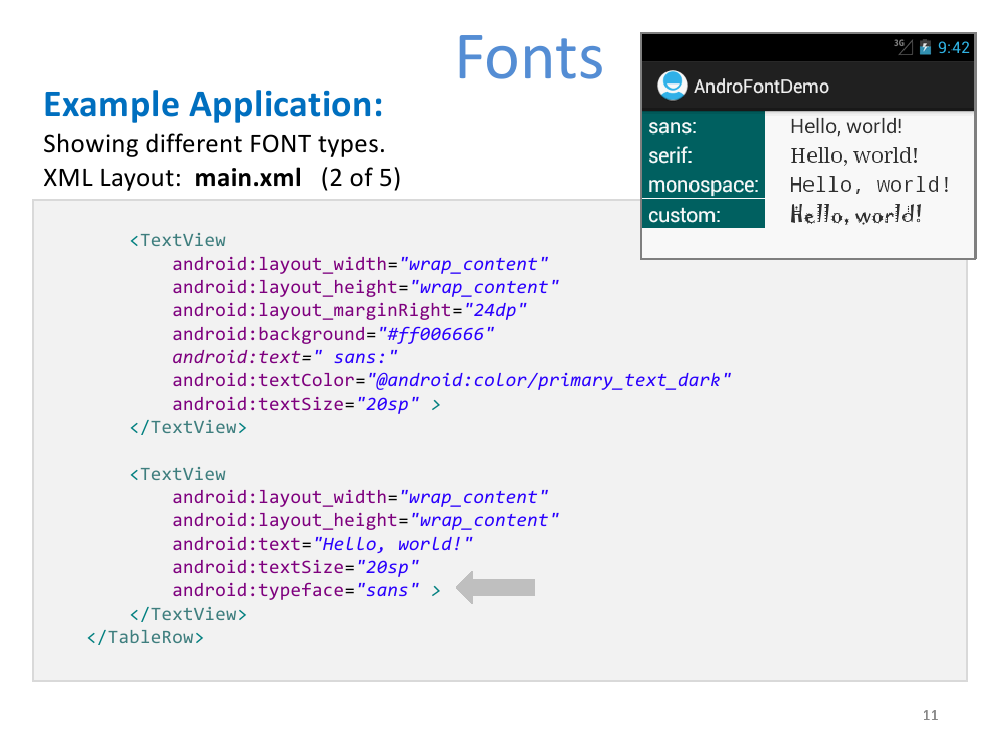 Fonts
Example Application:
Showing different FONT types.
XML Layout: main.xml (2 of 5)
3G 9:42
AndroFontDemo
sans: Hello, world!
serif: Hello, world!
monospace: Hello, world!
custom: Hello, world!
<TextView
android:layout_width="wrap_content"
android:layout_height="wrap_content"
android:layout_marginRight="24dp"
android:background="#ff006666"
android:text=" sans:"
android:textColor="@android:color/primary_text_dark"
android:textSize="20sp" >
</TextView>
<TextView
android:layout_width="wrap_content"
android:layout_height="wrap_content"
android:text="Hello, world!"
android:textSize="20sp"
android:typeface="sans" >
</TextView>
</TableRow>
11